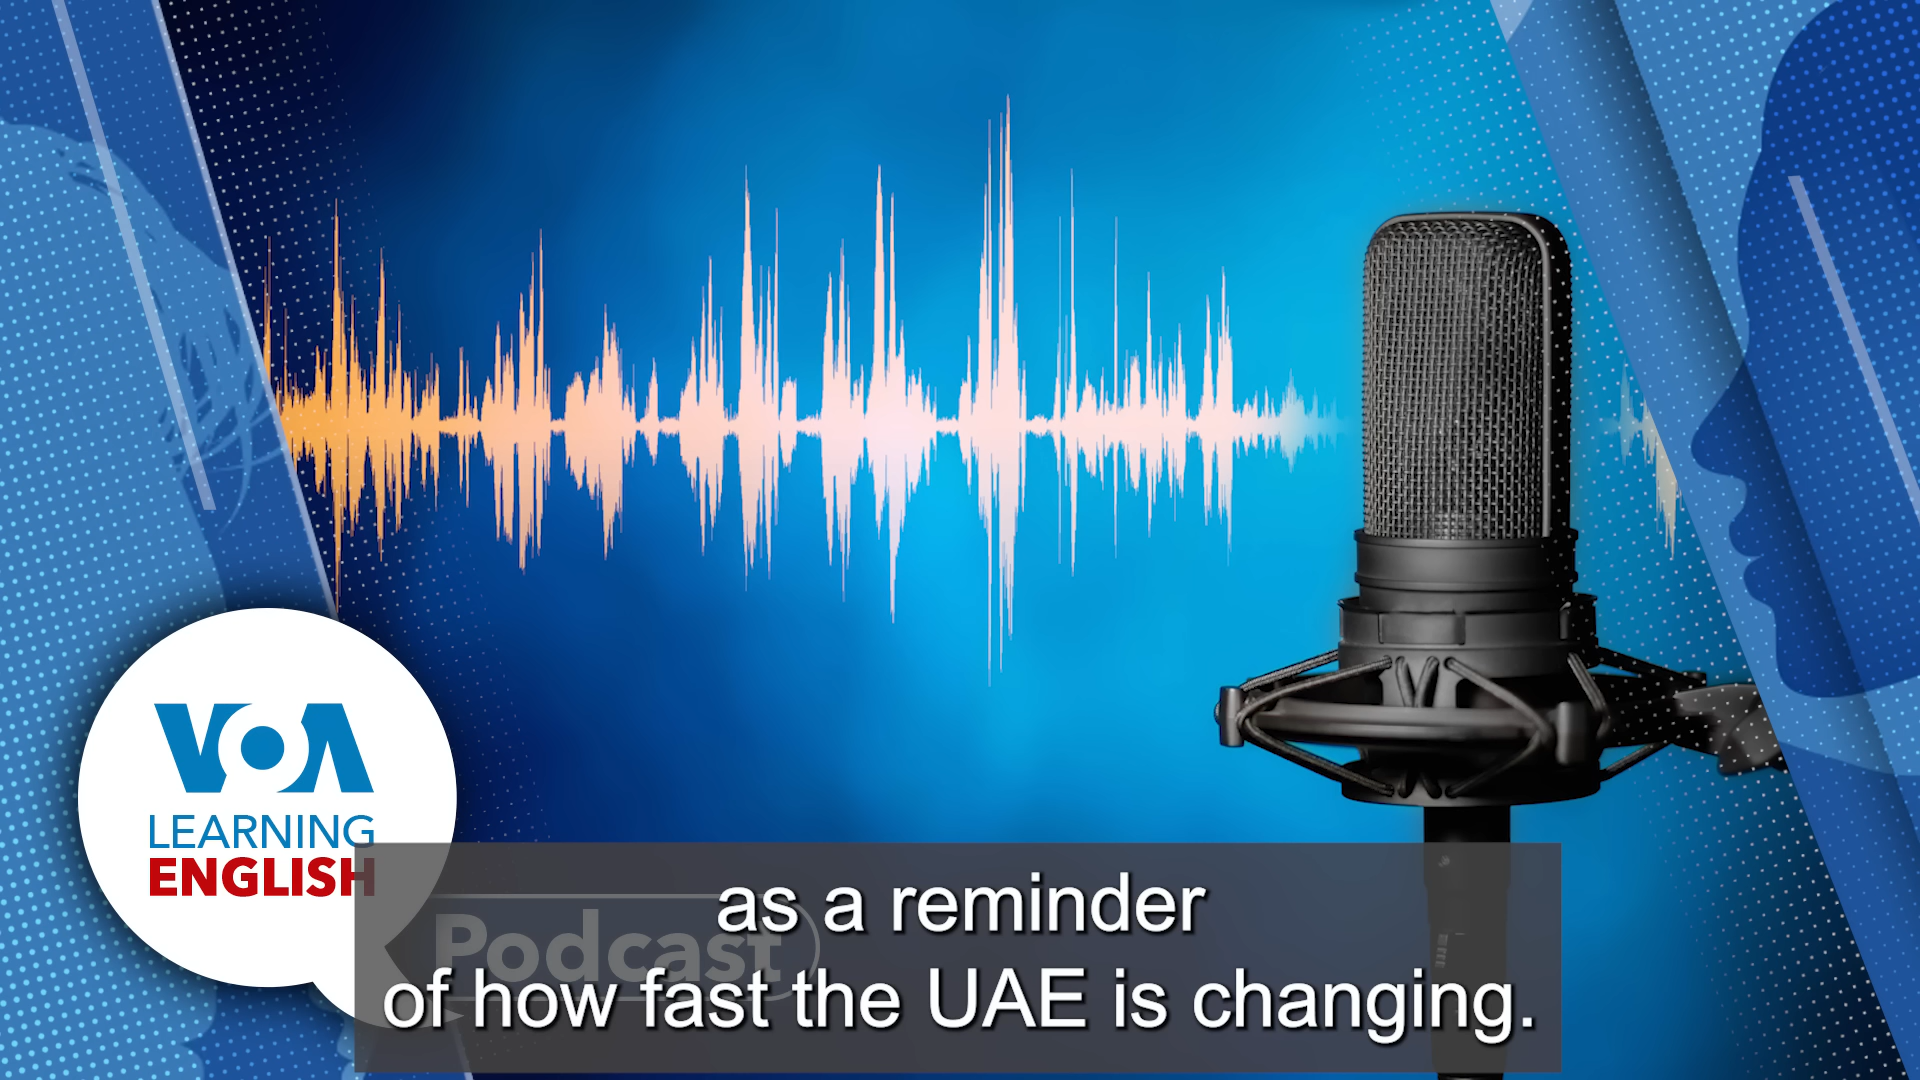 VOA
LEARNING
ENGLISH
Podcast
as a reminder
of how fast the UAE is changing.